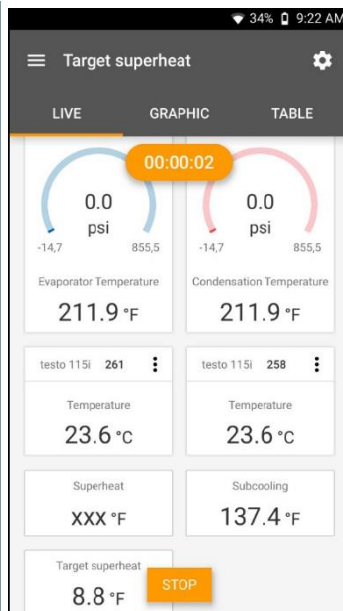 34% 9:22 AM
Target superheat
LIVE GRAPHIC TABLE
00:00:02
0.0 0.0
psi psi
-14,7 855,5 -14,7 855,5
Evaporator Temperature Condensation Temperature
211.9 °F 211.9 °F
testo 115i 261 testo 115i 258
Temperature Temperature
23.6 °C 23.6 °C
Superheat Subcooling
xxx °F 137.4 °F
Target superheat
STOP
8.8 °F